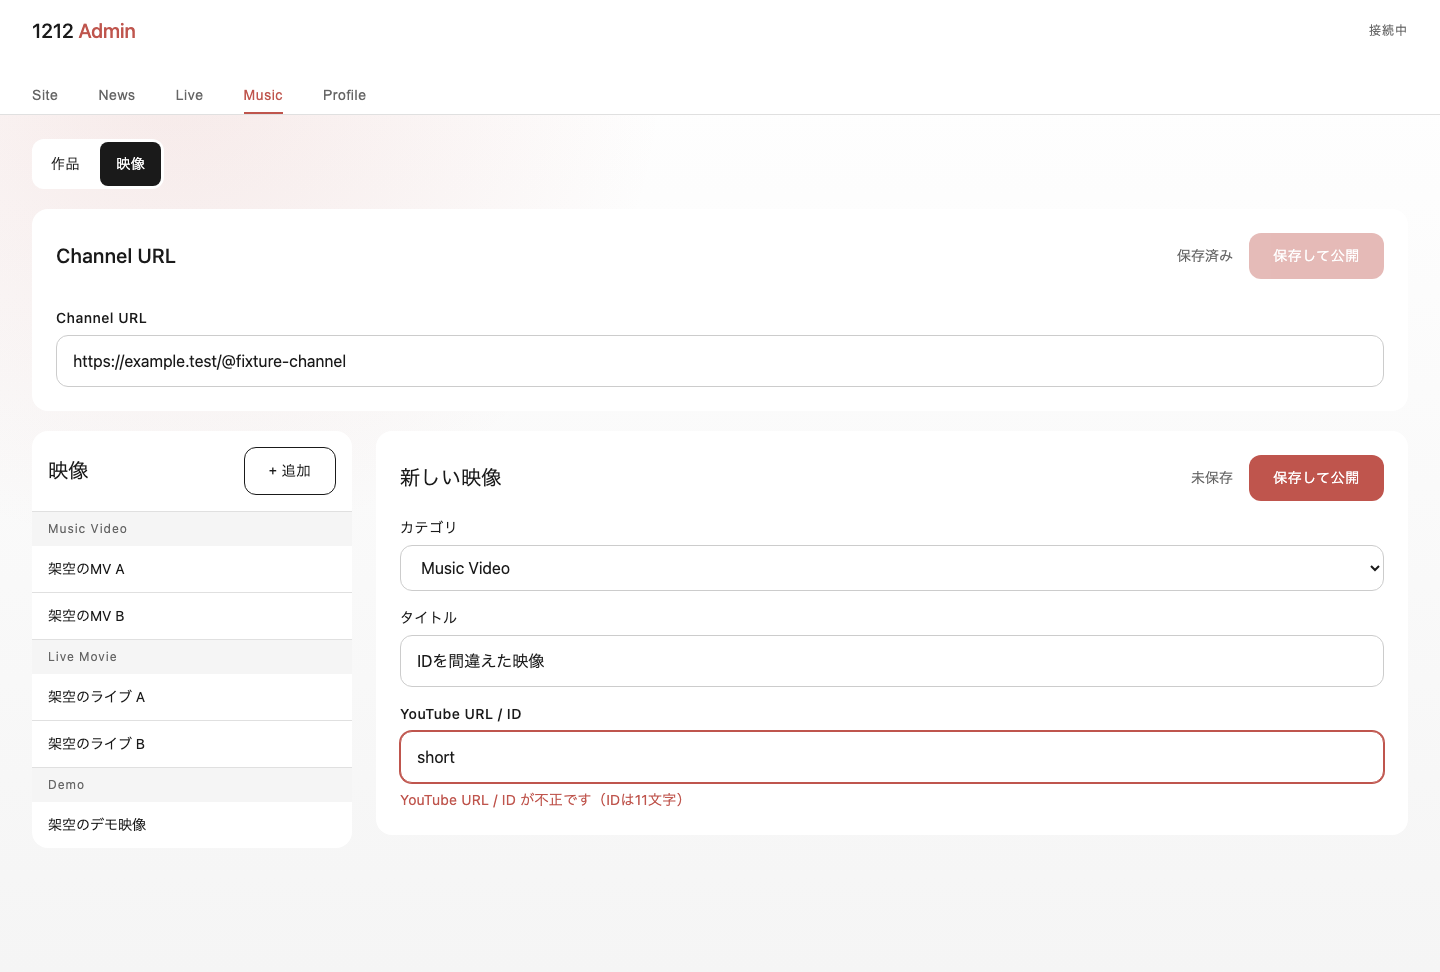 1212 Admin
接続中
Site
News
Live
Music
Profile
作品
映像
Channel URL
保存済み
保存して公開
Channel URL
https://example.test/@fixture-channel
映像
+ 追加
Music Video
架空のMV A
架空のMV B
Live Movie
架空のライブ A
架空のライブ B
Demo
架空のデモ映像
新しい映像
未保存
保存して公開
カテゴリ
Music Video
タイトル
IDを間違えた映像
YouTube URL / ID
short
YouTube URL / ID が不正です（IDは11文字）